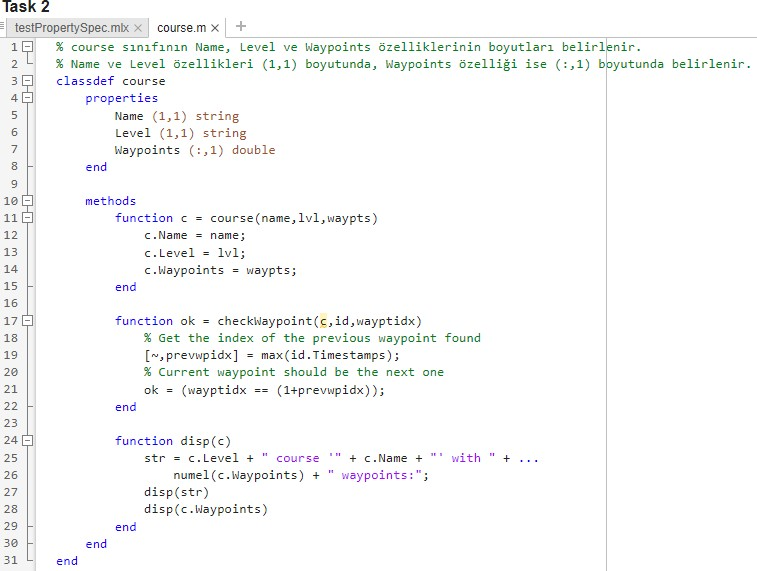 Task 2
testPropertySpec.mlx × course.m × +
1 % course sınıfının Name, Level ve Waypoints özelliklerinin boyutları belirlenir.
2 % Name ve Level özellikleri (1,1) boyutunda, Waypoints özelliği ise (:,1) boyutunda belirlenir.
3 classdef course
4 properties
5 Name (1,1) string
6 Level (1,1) string
7 Waypoints (:,1) double
8 end
9
10 methods
11 function c = course(name,lvl,waypts)
12 c.Name = name;
13 c.Level = lvl;
14 c.Waypoints = waypts;
15 end
16
17 function ok = checkWaypoint(c,id,wayptidx)
18 % Get the index of the previous waypoint found
19 [~,prevwpidx] = max(id.Timestamps);
20 % Current waypoint should be the next one
21 ok = (wayptidx == (1+prevwpidx));
22 end
23
24 function disp(c)
25 str = c.Level + " course '" + c.Name + "' with " + ...
26 numel(c.Waypoints) + " waypoints:";
27 disp(str)
28 disp(c.Waypoints)
29 end
30 end
31 end